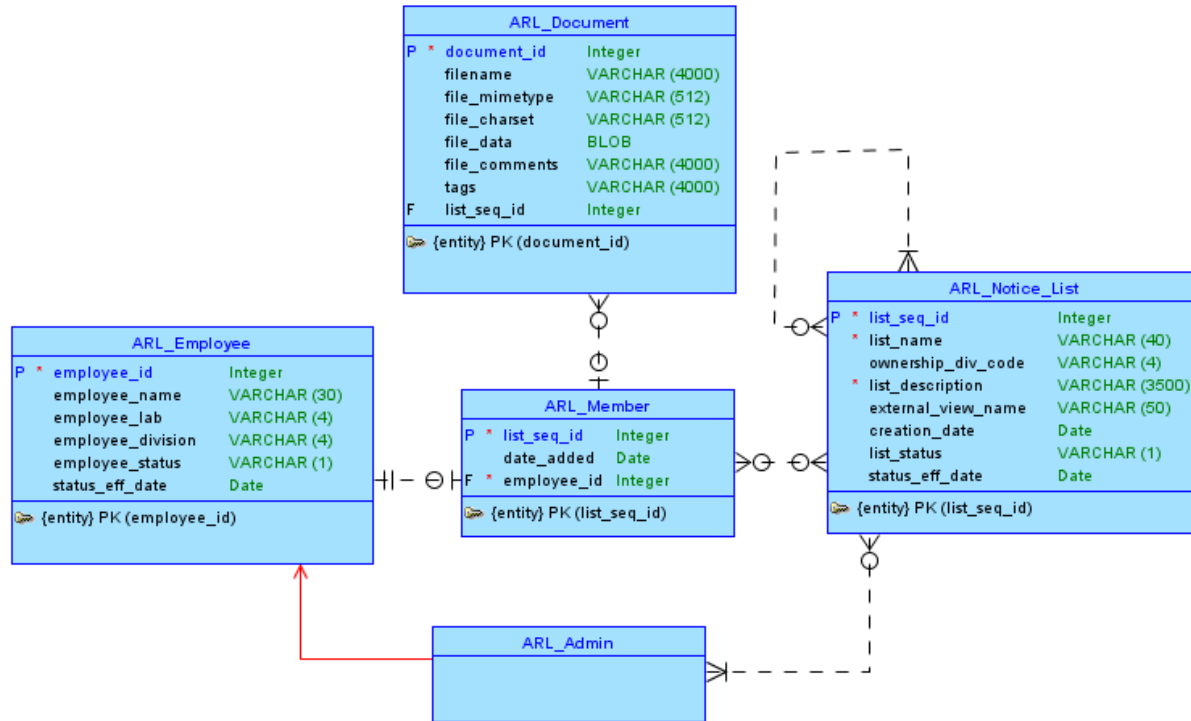 ARL_Document
P * document_id Integer
filename VARCHAR (4000)
file_mimetype VARCHAR (512)
file_charset VARCHAR (512)
file_data BLOB
file_comments VARCHAR (4000)
tags VARCHAR (4000)
F list_seq_id Integer
{entity} PK (document_id)
ARL_Employee
P * employee_id Integer
employee_name VARCHAR (30)
employee_lab VARCHAR (4)
employee_division VARCHAR (4)
employee_status VARCHAR (1)
status_eff_date Date
{entity} PK (employee_id)
ARL_Member
P * list_seq_id Integer
date_added Date
F * employee_id Integer
{entity} PK (list_seq_id)
ARL_Notice_List
P * list_seq_id Integer
* list_name VARCHAR (40)
ownership_div_code VARCHAR (4)
* list_description VARCHAR (3500)
external_view_name VARCHAR (50)
creation_date Date
list_status VARCHAR (1)
status_eff_date Date
{entity} PK (list_seq_id)
ARL_Admin